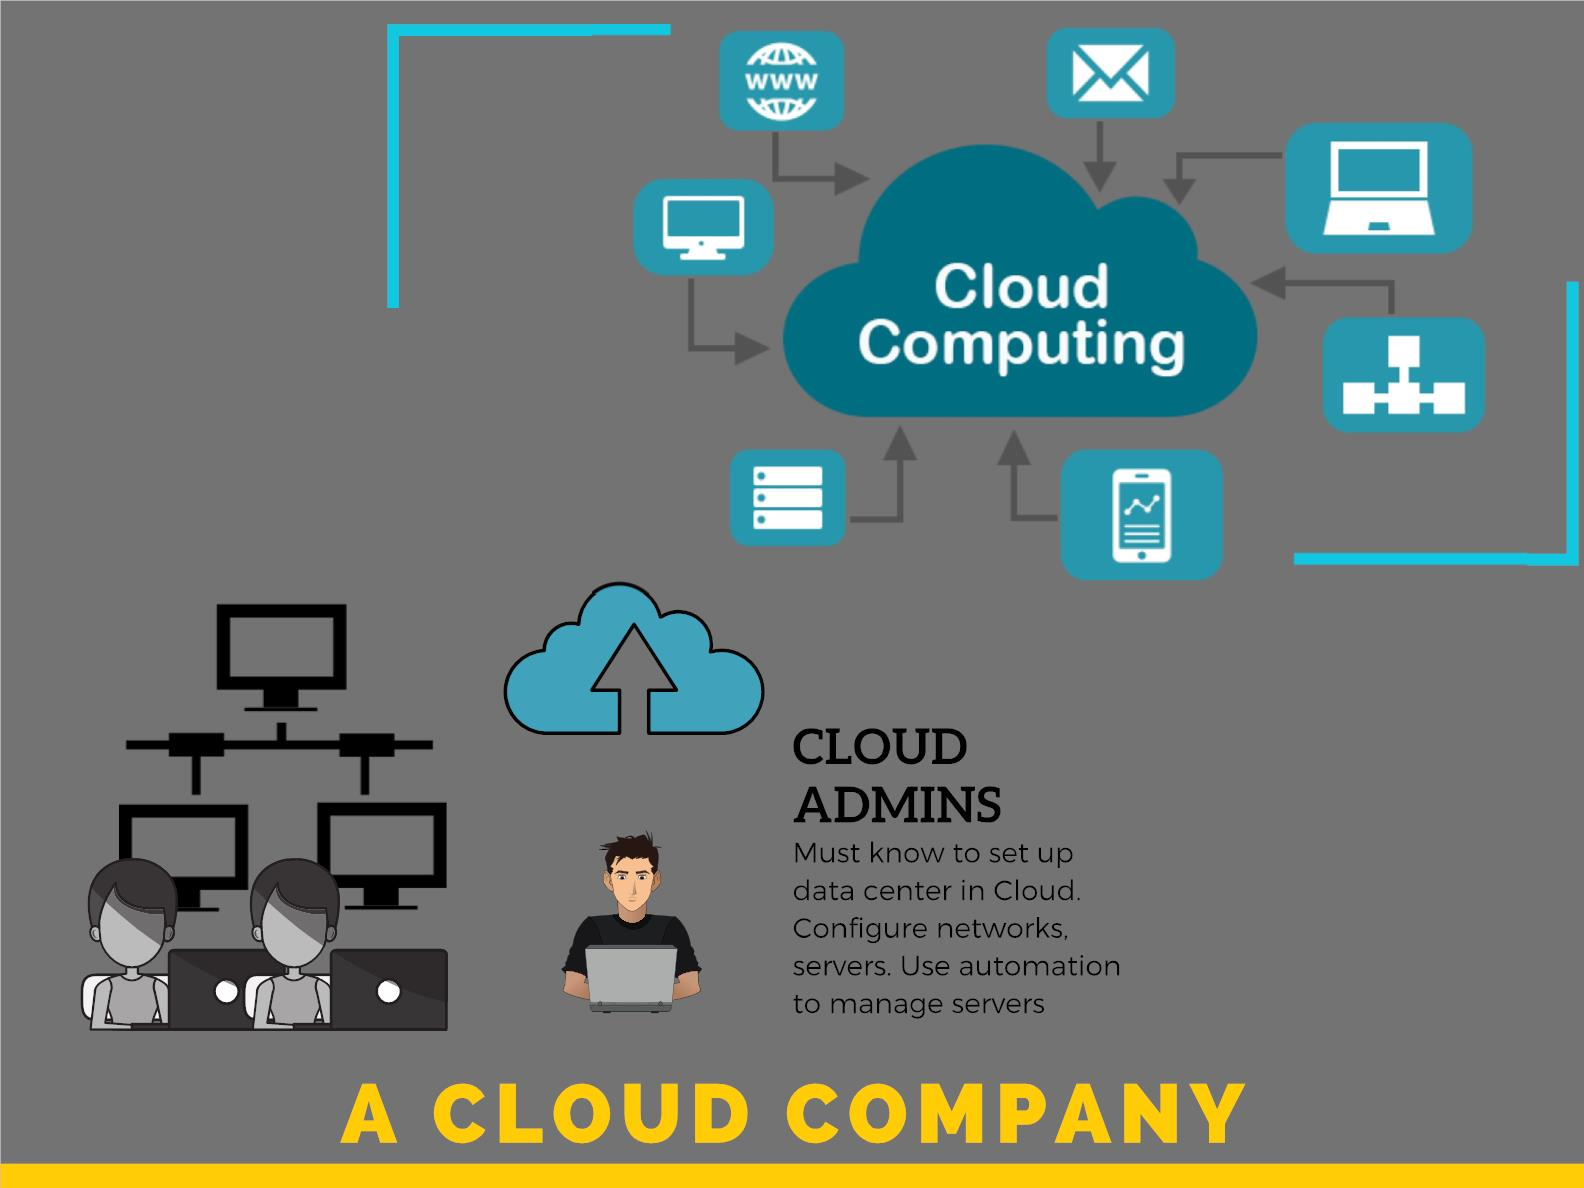 WWW
Cloud
Computing
CLOUD
ADMINS
Must know to set up
data center in Cloud.
Configure networks,
servers. Use automation
to manage servers
A CLOUD COMPANY